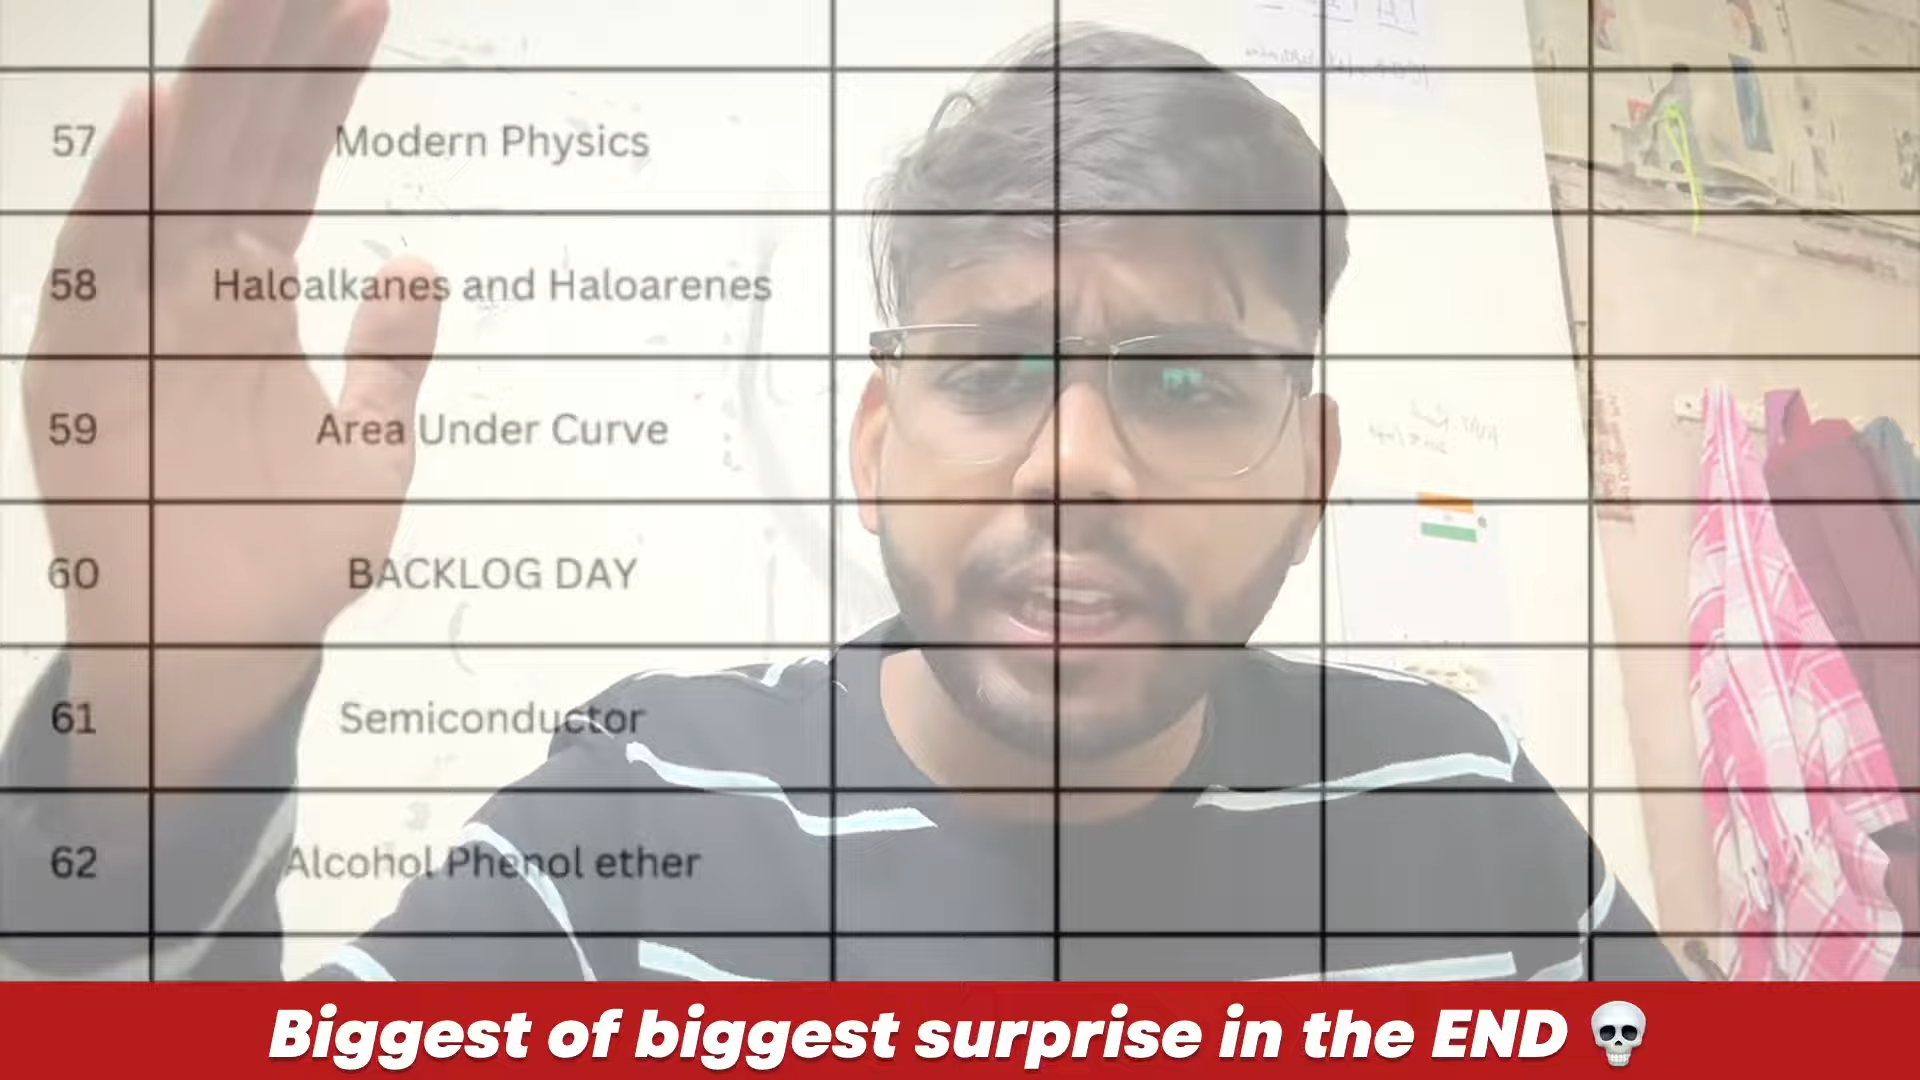 57 Modern Physics
58 Haloalkanes and Haloarenes
59 Area Under Curve
60 BACKLOG DAY
61 Semiconductor
62 Alcohol Phenol ether
Biggest of biggest surprise in the END 💀